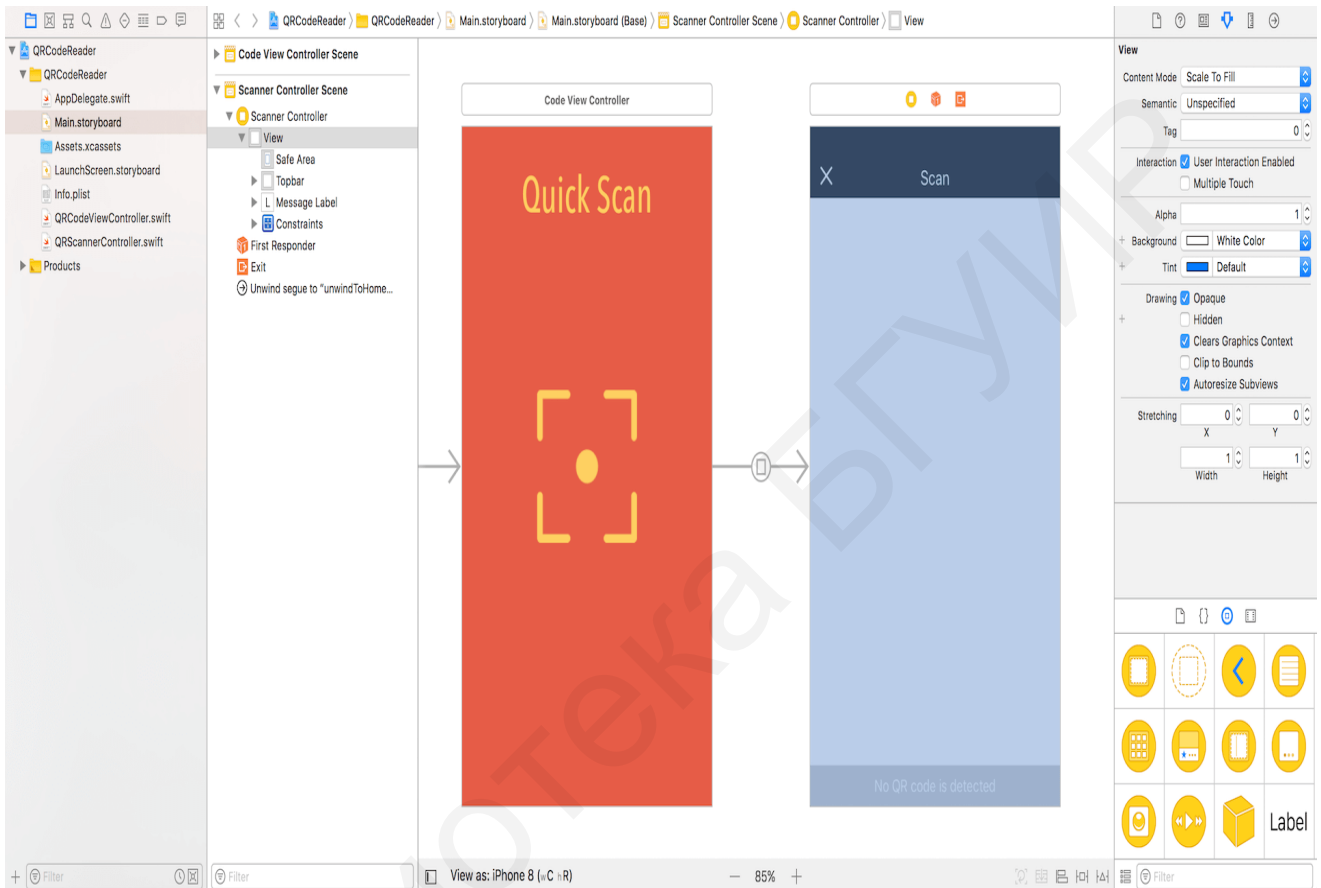 QRCodeReader
QRCodeReader
Main.storyboard
Main.storyboard (Base)
Scanner Controller Scene
Scanner Controller
View
QRCodeReader
QRCodeReader
AppDelegate.swift
Main.storyboard
Assets.xcassets
LaunchScreen.storyboard
Info.plist
QRCodeViewController.swift
QRScannerController.swift
Products
Filter
Code View Controller Scene
Scanner Controller Scene
Scanner Controller
View
Safe Area
Topbar
L Message Label
Constraints
First Responder
Exit
Unwind segue to "unwindToHome...
Filter
Code View Controller
Quick Scan
Scan
No QR code is detected
View as: iPhone 8 (wC hR)
— 85% +
View
Content Mode Scale To Fill
Semantic Unspecified
Tag 0
Interaction User Interaction Enabled
Multiple Touch
Alpha 1
+ Background White Color
+ Tint Default
Drawing Opaque
+ Hidden
Clears Graphics Context
Clip to Bounds
Autoresize Subviews
Stretching 0 0
X Y
1 1
Width Height
{}
Label
Filter
отека БГУИР